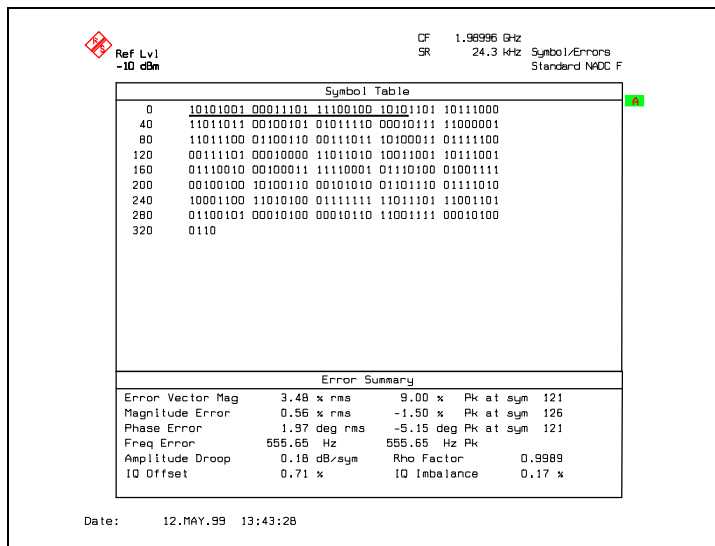 R S
CF 1.98996 GHz
Ref Lvl SR 24.3 kHz Symbol/Errors
-10 dBm Standard NADC F
Symbol Table
A
0 10101001 00011101 11100100 10101101 10111000
40 11011011 00100101 01011110 00010111 11000001
80 11011100 01100110 00111011 10100011 01111100
120 00111101 00010000 11011010 10011001 10111001
160 01110010 00100011 11110001 01110100 01001111
200 00100100 10100110 00101010 01101110 01111010
240 10001100 11010100 01111111 11011101 11001101
280 01100101 00010100 00010110 11001111 00010100
320 0110
Error Summary
Error Vector Mag 3.48 % rms 9.00 % Pk at sym 121
Magnitude Error 0.56 % rms -1.50 % Pk at sym 126
Phase Error 1.97 deg rms -5.15 deg Pk at sym 121
Freq Error 555.65 Hz 555.65 Hz Pk
Amplitude Droop 0.18 dB/sym Rho Factor 0.9989
IQ Offset 0.71 % IQ Imbalance 0.17 %
Date: 12.MAY.99 13:43:28